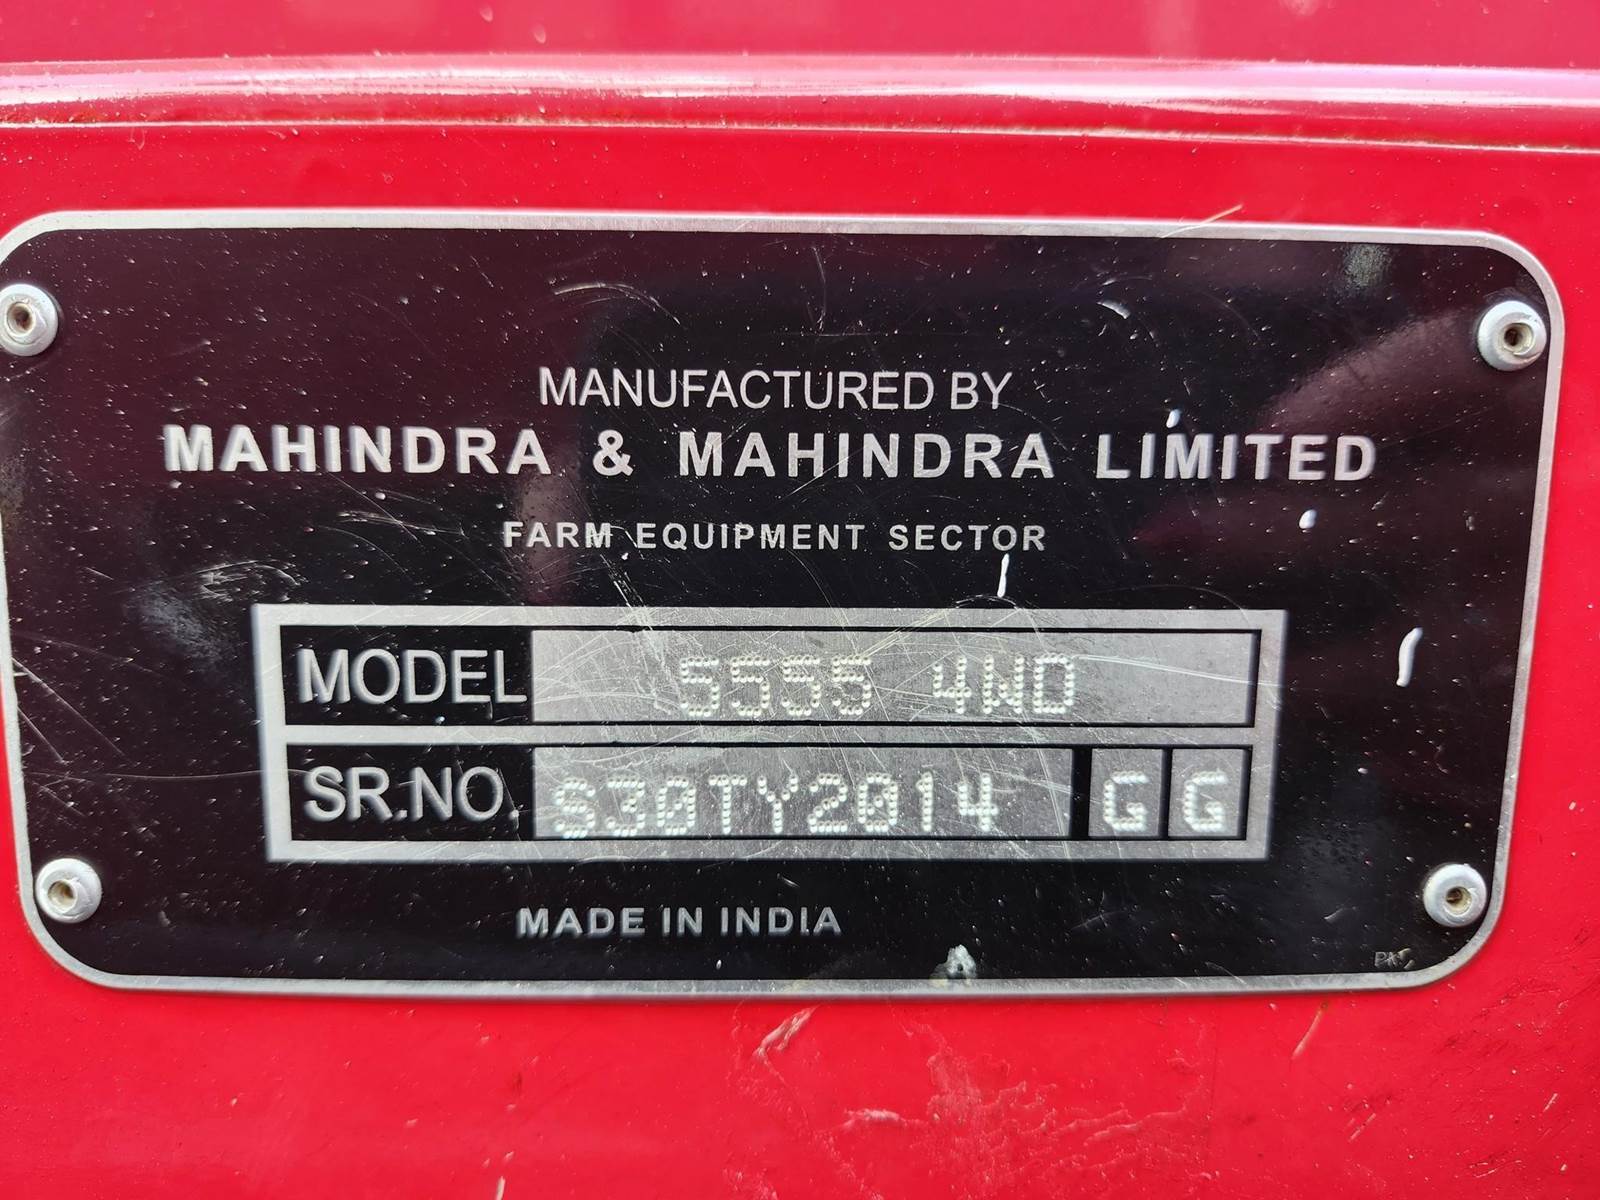 MANUFACTURED BY
MAHINDRA & MAHINDRA LIMITED
FARM EQUIPMENT SECTOR
MODEL 5555 4WD
SR.NO. S30TY2014 G G
MADE IN INDIA